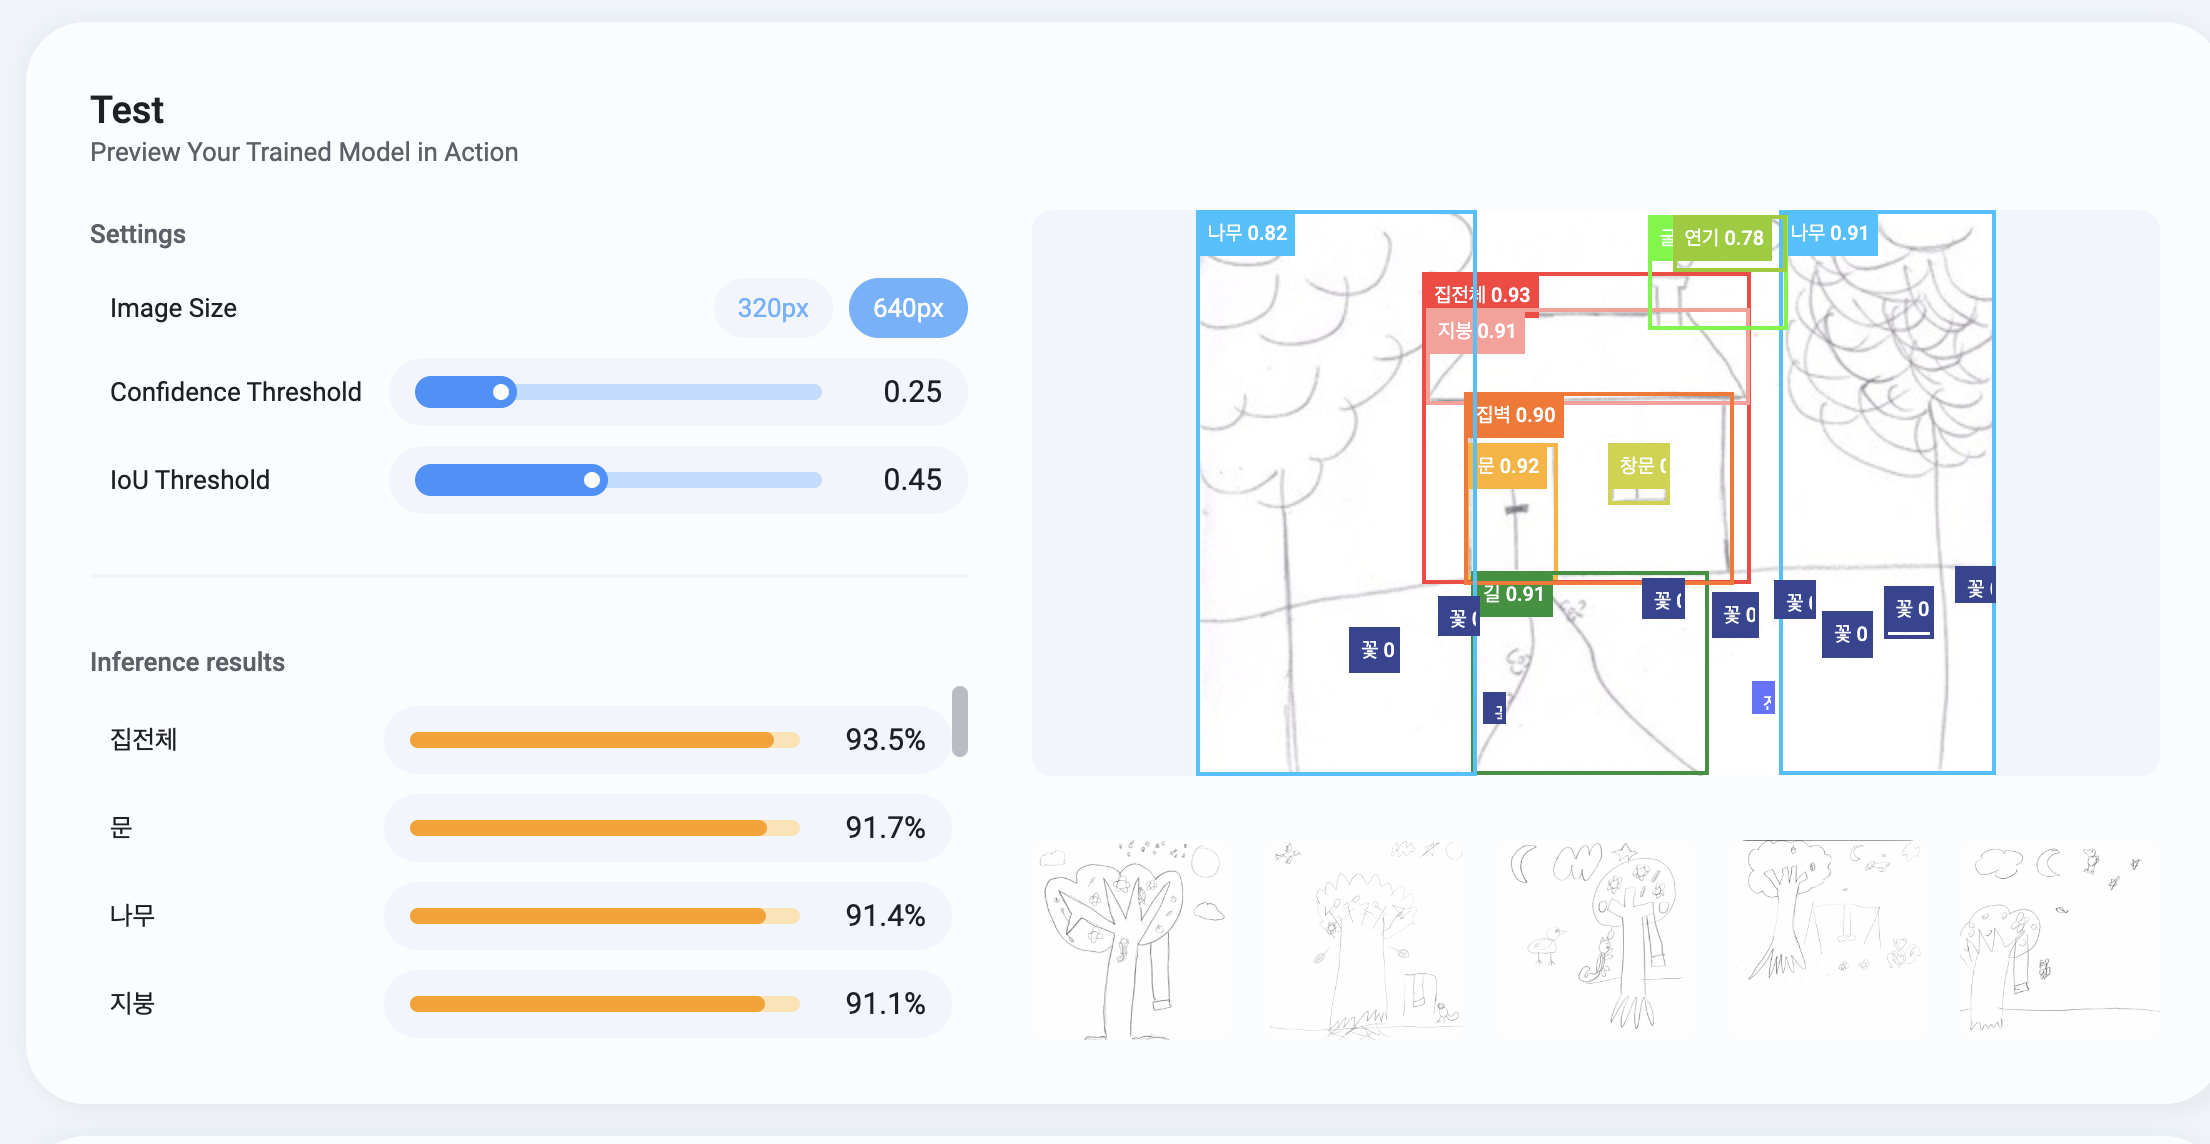 Test
Preview Your Trained Model in Action
Settings
Image Size
320px
640px
Confidence Threshold
0.25
IoU Threshold
0.45
Inference results
집전체
93.5%
문
91.7%
나무
91.4%
지붕
91.1%
나무 0.82
연기 0.78
나무 0.91
집전체 0.93
지붕 0.91
집벽 0.90
문 0.92
창문
길 0.91
꽃
꽃
꽃
꽃 0
꽃
꽃 0
꽃 0
꽃 0